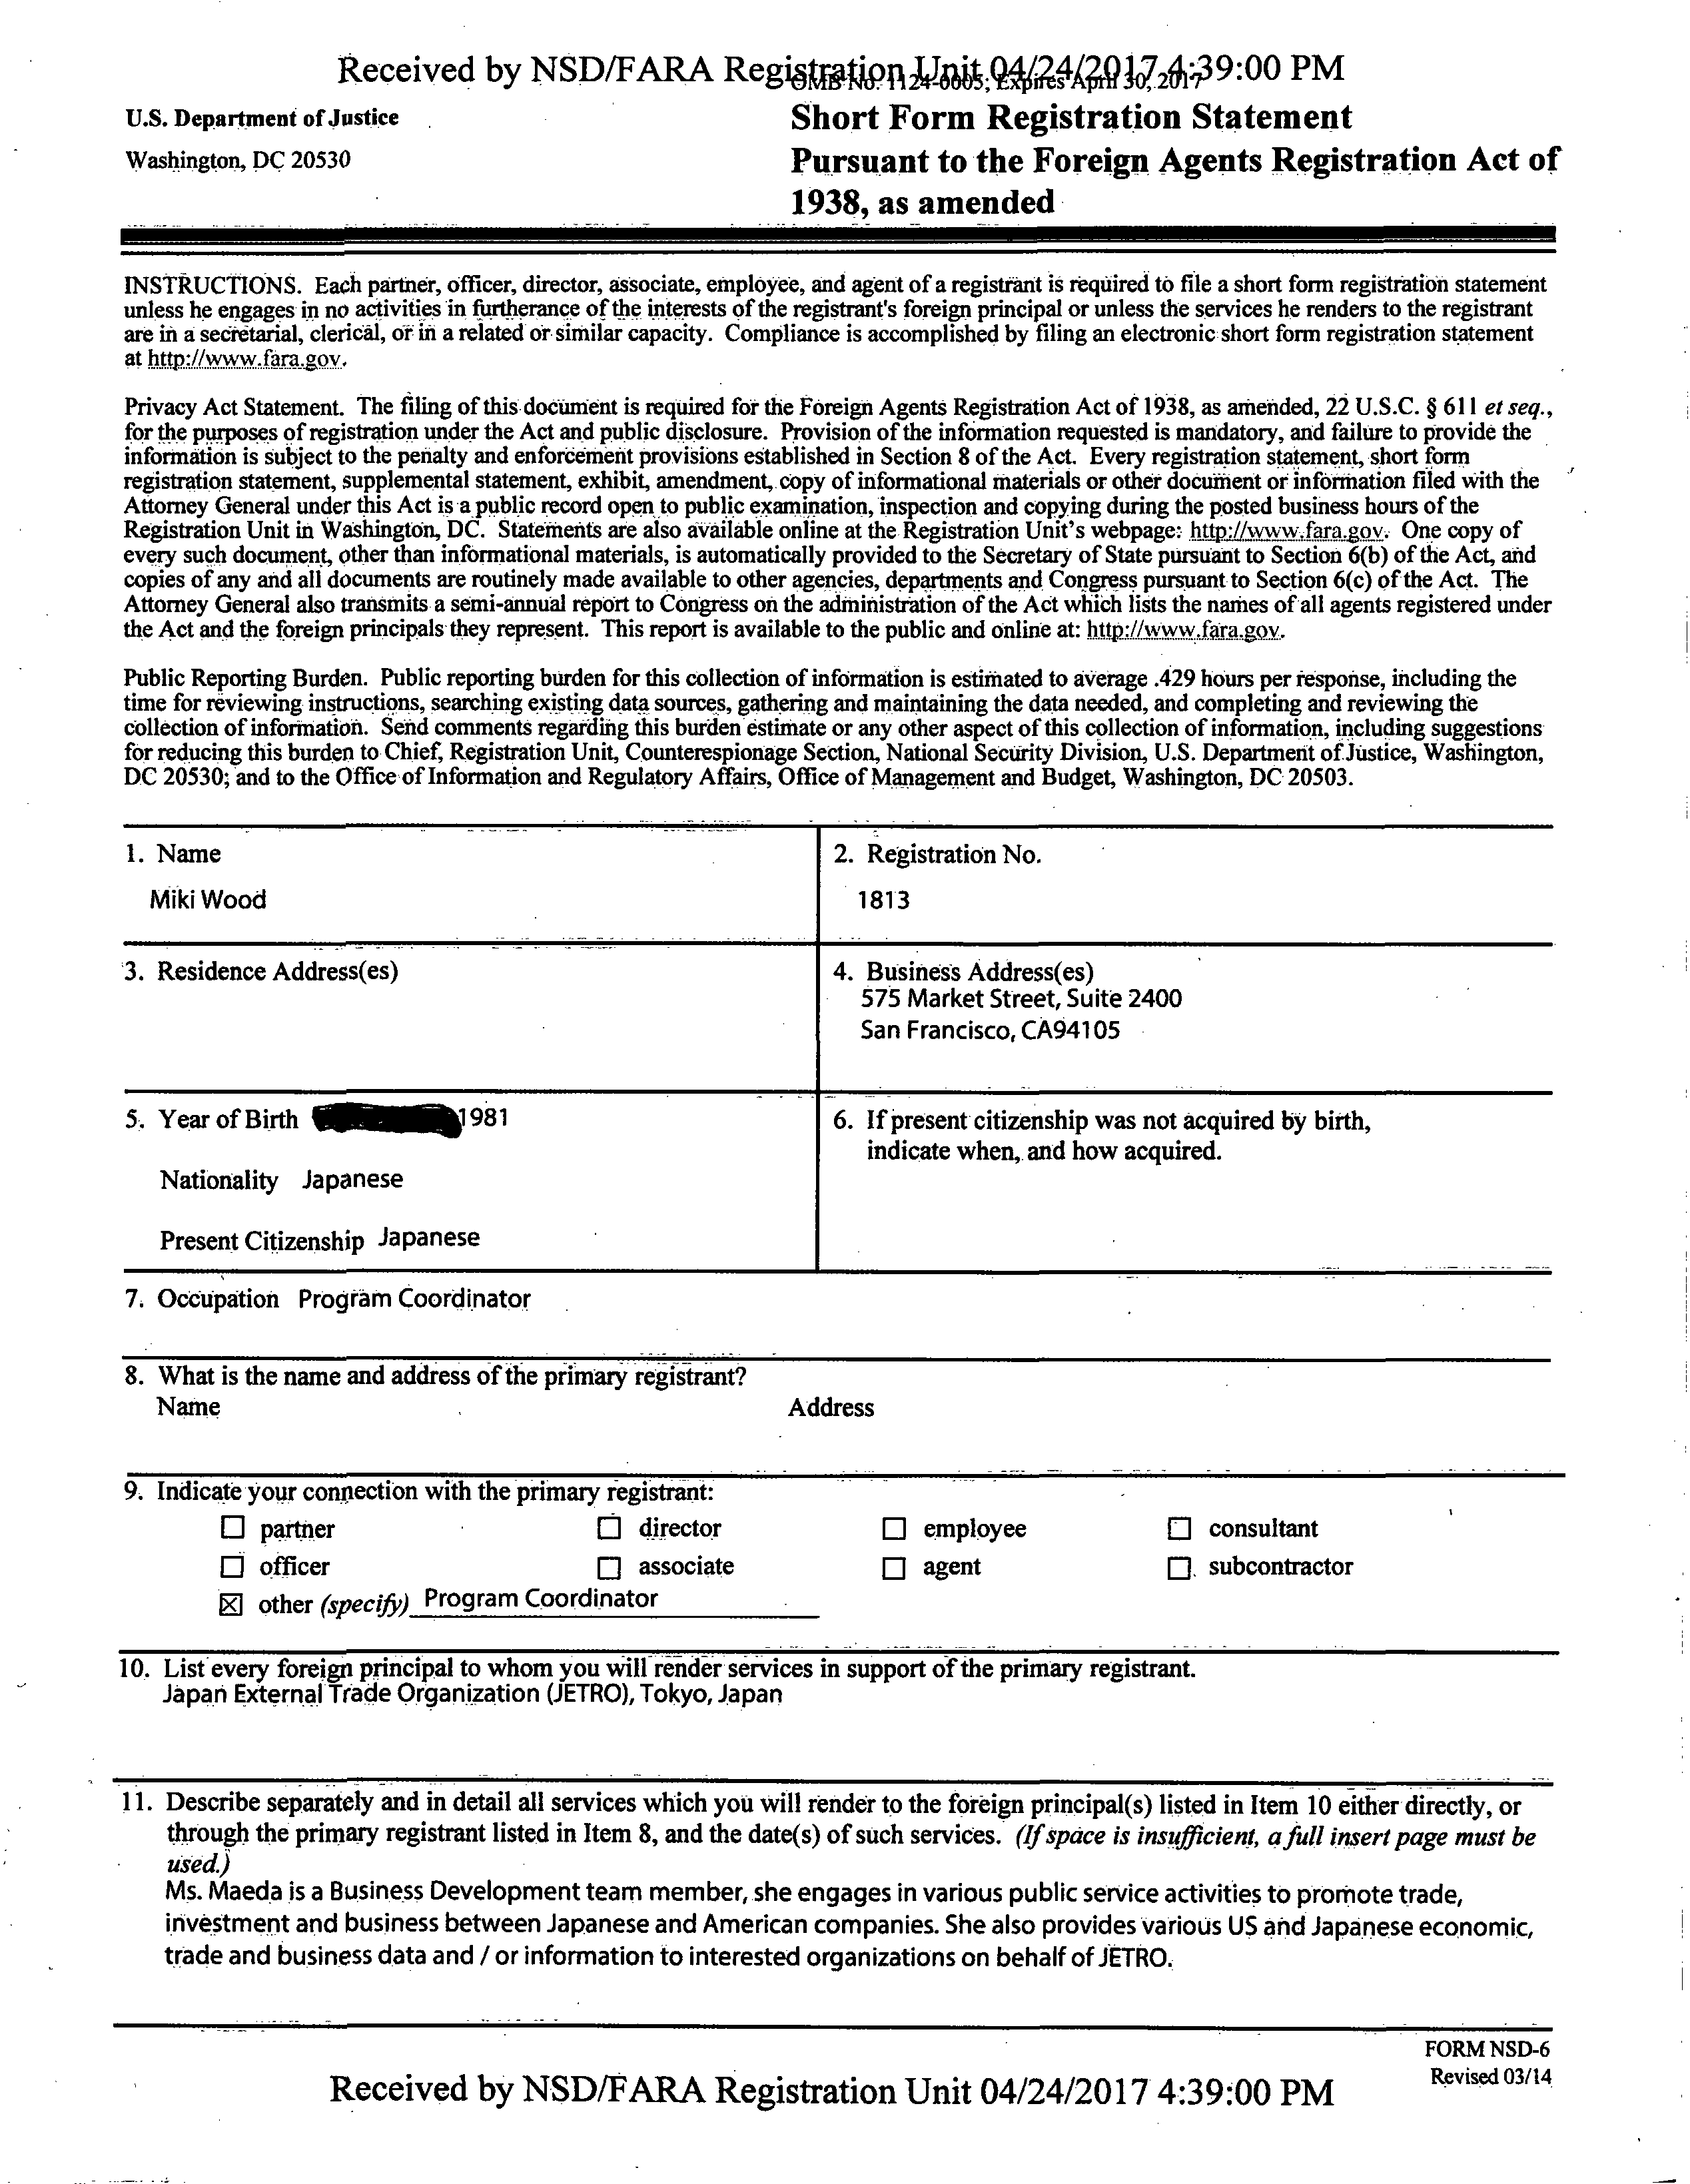 Received by NSD/FARA Registration Unit 04/24/2017 4:39:00 PM
OMB No. 1124-0005; Expires April 30, 2017
U.S. Department of Justice
Washington, DC 20530
Short Form Registration Statement
Pursuant to the Foreign Agents Registration Act of
1938, as amended
INSTRUCTIONS. Each partner, officer, director, associate, employee, and agent of a registrant is required to file a short form registration statement
unless he engages in no activities in furtherance of the interests of the registrant's foreign principal or unless the services he renders to the registrant
are in a secretarial, clerical, or in a related or similar capacity. Compliance is accomplished by filing an electronic short form registration statement
at http://www.fara.gov.
Privacy Act Statement. The filing of this document is required for the Foreign Agents Registration Act of 1938, as amended, 22 U.S.C. § 611 et seq.,
for the purposes of registration under the Act and public disclosure. Provision of the information requested is mandatory, and failure to provide the
information is subject to the penalty and enforcement provisions established in Section 8 of the Act. Every registration statement, short form
registration statement, supplemental statement, exhibit, amendment, copy of informational materials or other document or information filed with the
Attorney General under this Act is a public record open to public examination, inspection and copying during the posted business hours of the
Registration Unit in Washington, DC. Statements are also available online at the Registration Unit's webpage: http://www.fara.gov. One copy of
every such document, other than informational materials, is automatically provided to the Secretary of State pursuant to Section 6(b) of the Act, and
copies of any and all documents are routinely made available to other agencies, departments and Congress pursuant to Section 6(c) of the Act. The
Attorney General also transmits a semi-annual report to Congress on the administration of the Act which lists the names of all agents registered under
the Act and the foreign principals they represent. This report is available to the public and online at: http://www.fara.gov.
Public Reporting Burden. Public reporting burden for this collection of information is estimated to average .429 hours per response, including the
time for reviewing instructions, searching existing data sources, gathering and maintaining the data needed, and completing and reviewing the
collection of information. Send comments regarding this burden estimate or any other aspect of this collection of information, including suggestions
for reducing this burden to Chief, Registration Unit, Counterespionage Section, National Security Division, U.S. Department of Justice, Washington,
DC 20530; and to the Office of Information and Regulatory Affairs, Office of Management and Budget, Washington, DC 20503.
1. Name
Miki Wood
2. Registration No.
1813
3. Residence Address(es)
4. Business Address(es)
575 Market Street, Suite 2400
San Francisco, CA94105
5. Year of Birth 1981
Nationality Japanese
Present Citizenship Japanese
6. If present citizenship was not acquired by birth,
indicate when, and how acquired.
7. Occupation Program Coordinator
8. What is the name and address of the primary registrant?
Name Address
9. Indicate your connection with the primary registrant:
☐ partner ☐ director ☐ employee ☐ consultant
☐ officer ☐ associate ☐ agent ☐ subcontractor
☒ other (specify) Program Coordinator
10. List every foreign principal to whom you will render services in support of the primary registrant.
Japan External Trade Organization (JETRO), Tokyo, Japan
11. Describe separately and in detail all services which you will render to the foreign principal(s) listed in Item 10 either directly, or
through the primary registrant listed in Item 8, and the date(s) of such services. (If space is insufficient, a full insert page must be
used.)
Ms. Maeda is a Business Development team member, she engages in various public service activities to promote trade,
investment and business between Japanese and American companies. She also provides various US and Japanese economic,
trade and business data and / or information to interested organizations on behalf of JETRO.
FORM NSD-6
Revised 03/14
Received by NSD/FARA Registration Unit 04/24/2017 4:39:00 PM